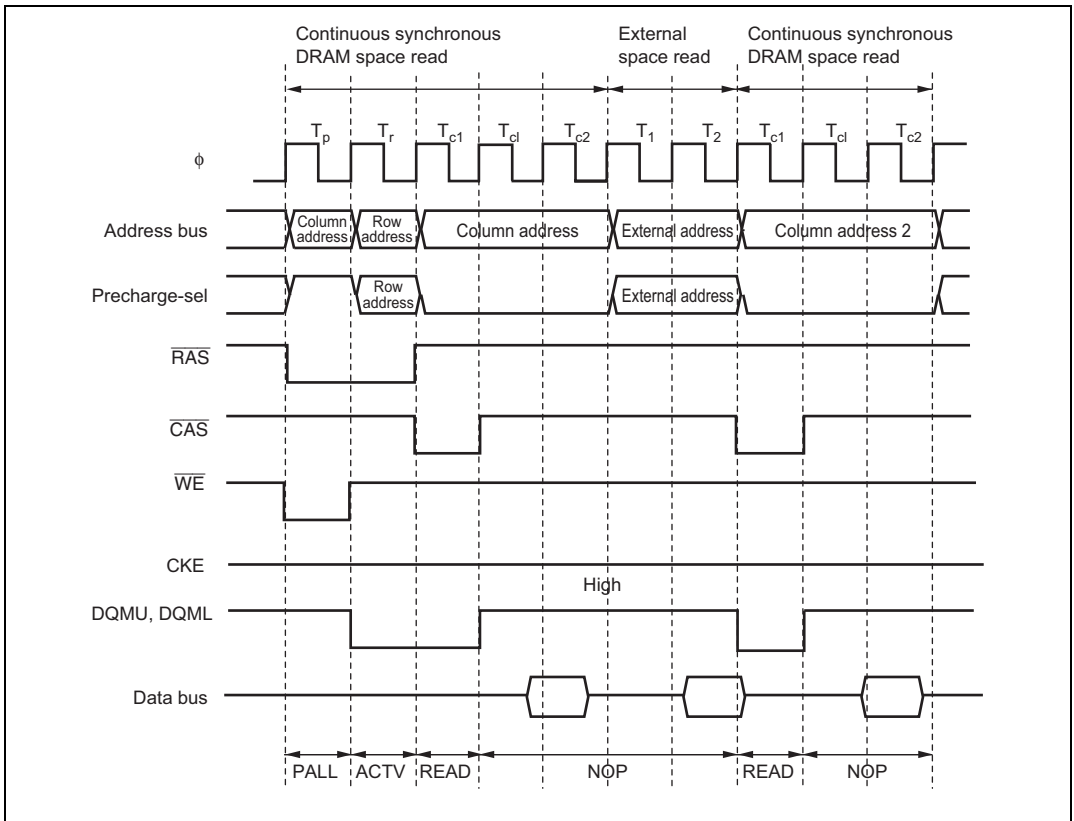 Continuous synchronous
DRAM space read
External
space read
Continuous synchronous
DRAM space read
Tp
Tr
Tc1
Tcl
Tc2
T1
T2
Tc1
Tcl
Tc2
ϕ
Address bus
Column
address
Row
address
Column address
External address
Column address 2
Precharge-sel
Row
address
External address
RAS
CAS
WE
CKE
High
DQMU, DQML
Data bus
PALL
ACTV
READ
NOP
READ
NOP